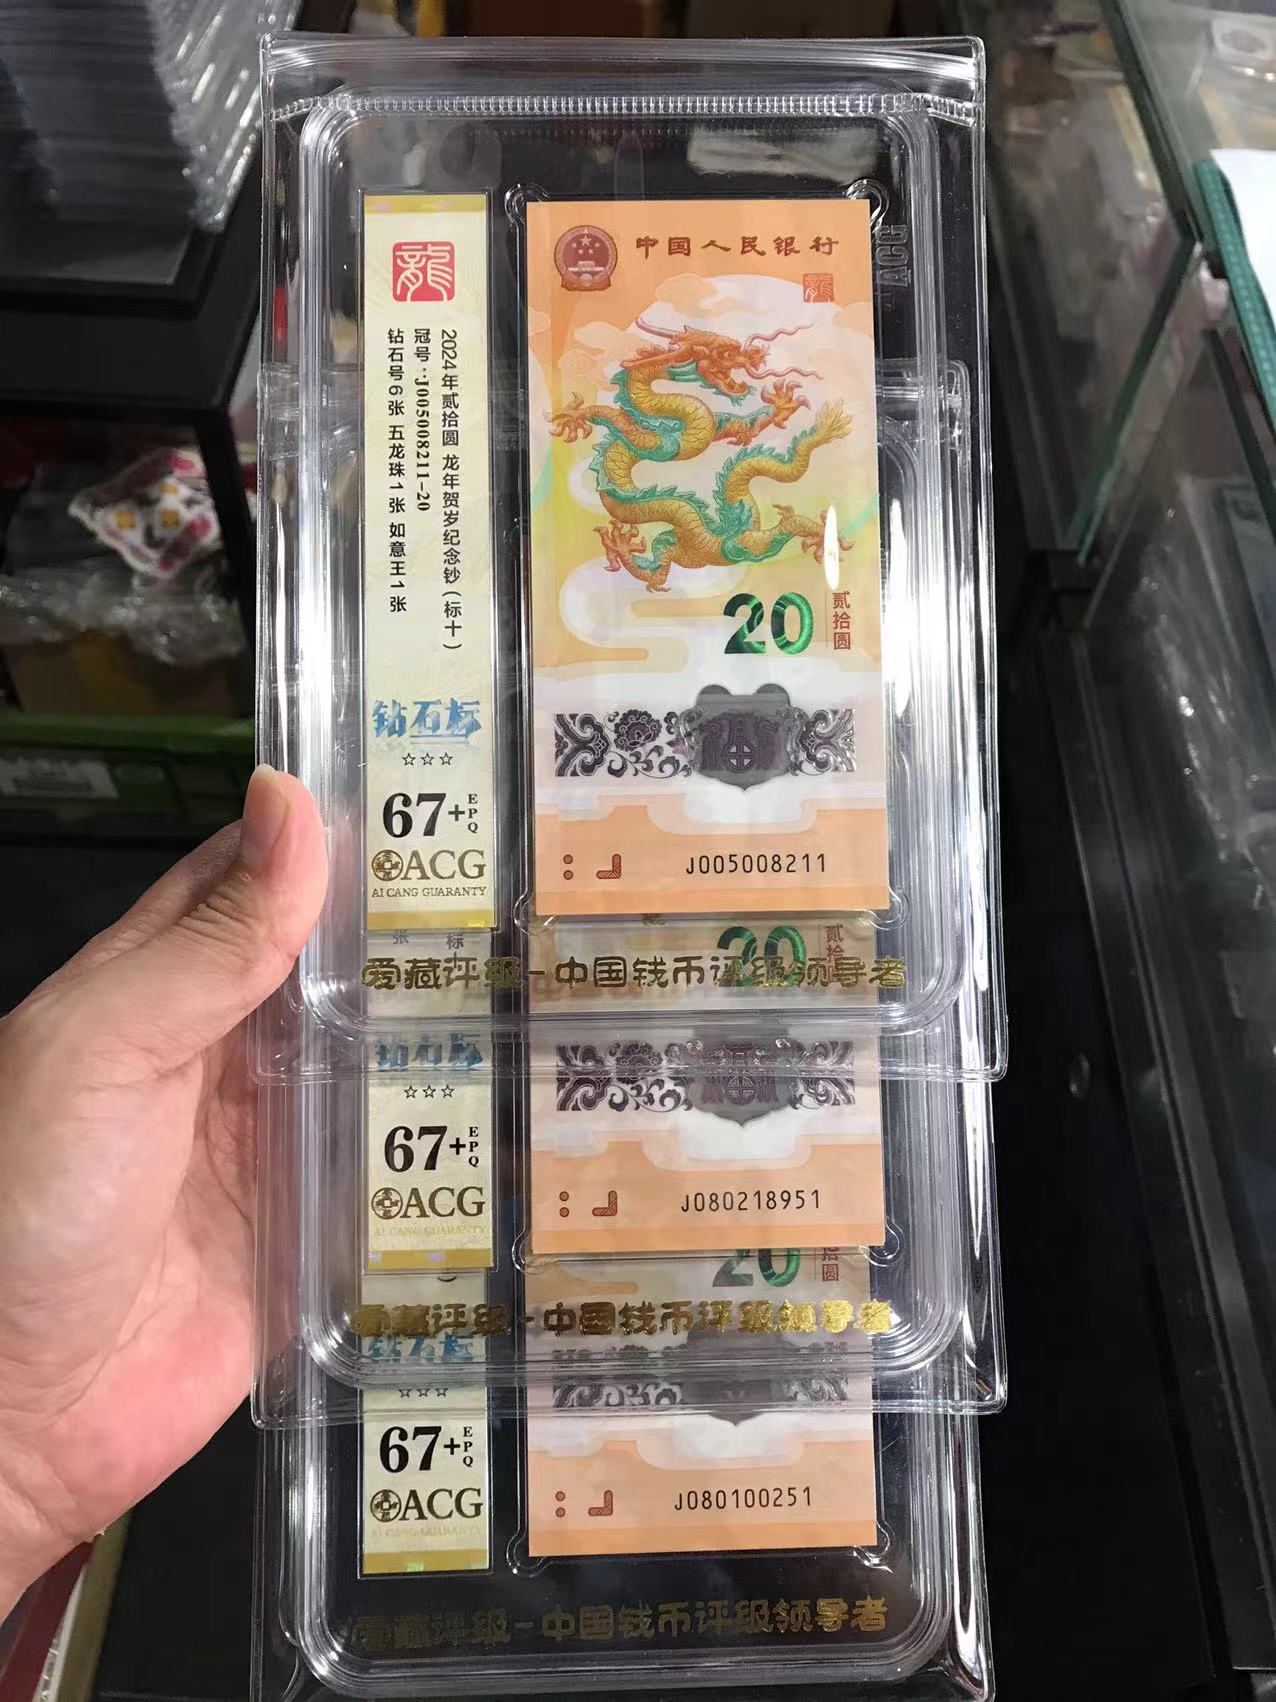 龍
2024年贰拾圆 龙年贺岁纪念钞(标十)
冠号:J005008211-20
钻石号6张 五龙珠1张 如意王1张
钻石标
☆☆☆
67+EPQ
ACG
AI CANG GUARANTY
中国人民银行
龍
20
贰拾圆
J005008211
ACG
张
标十
20
贰拾
爱藏评级-中国钱币评级领导者
钻石标
☆☆☆
67+EPQ
ACG
AI CANG GUARANTY
J080218951
20
拾圆
爱藏评级-中国钱币评级领导者
钻石标
☆☆☆
67+EPQ
ACG
AI CANG GUARANTY
J080100251
爱藏评级-中国钱币评级领导者